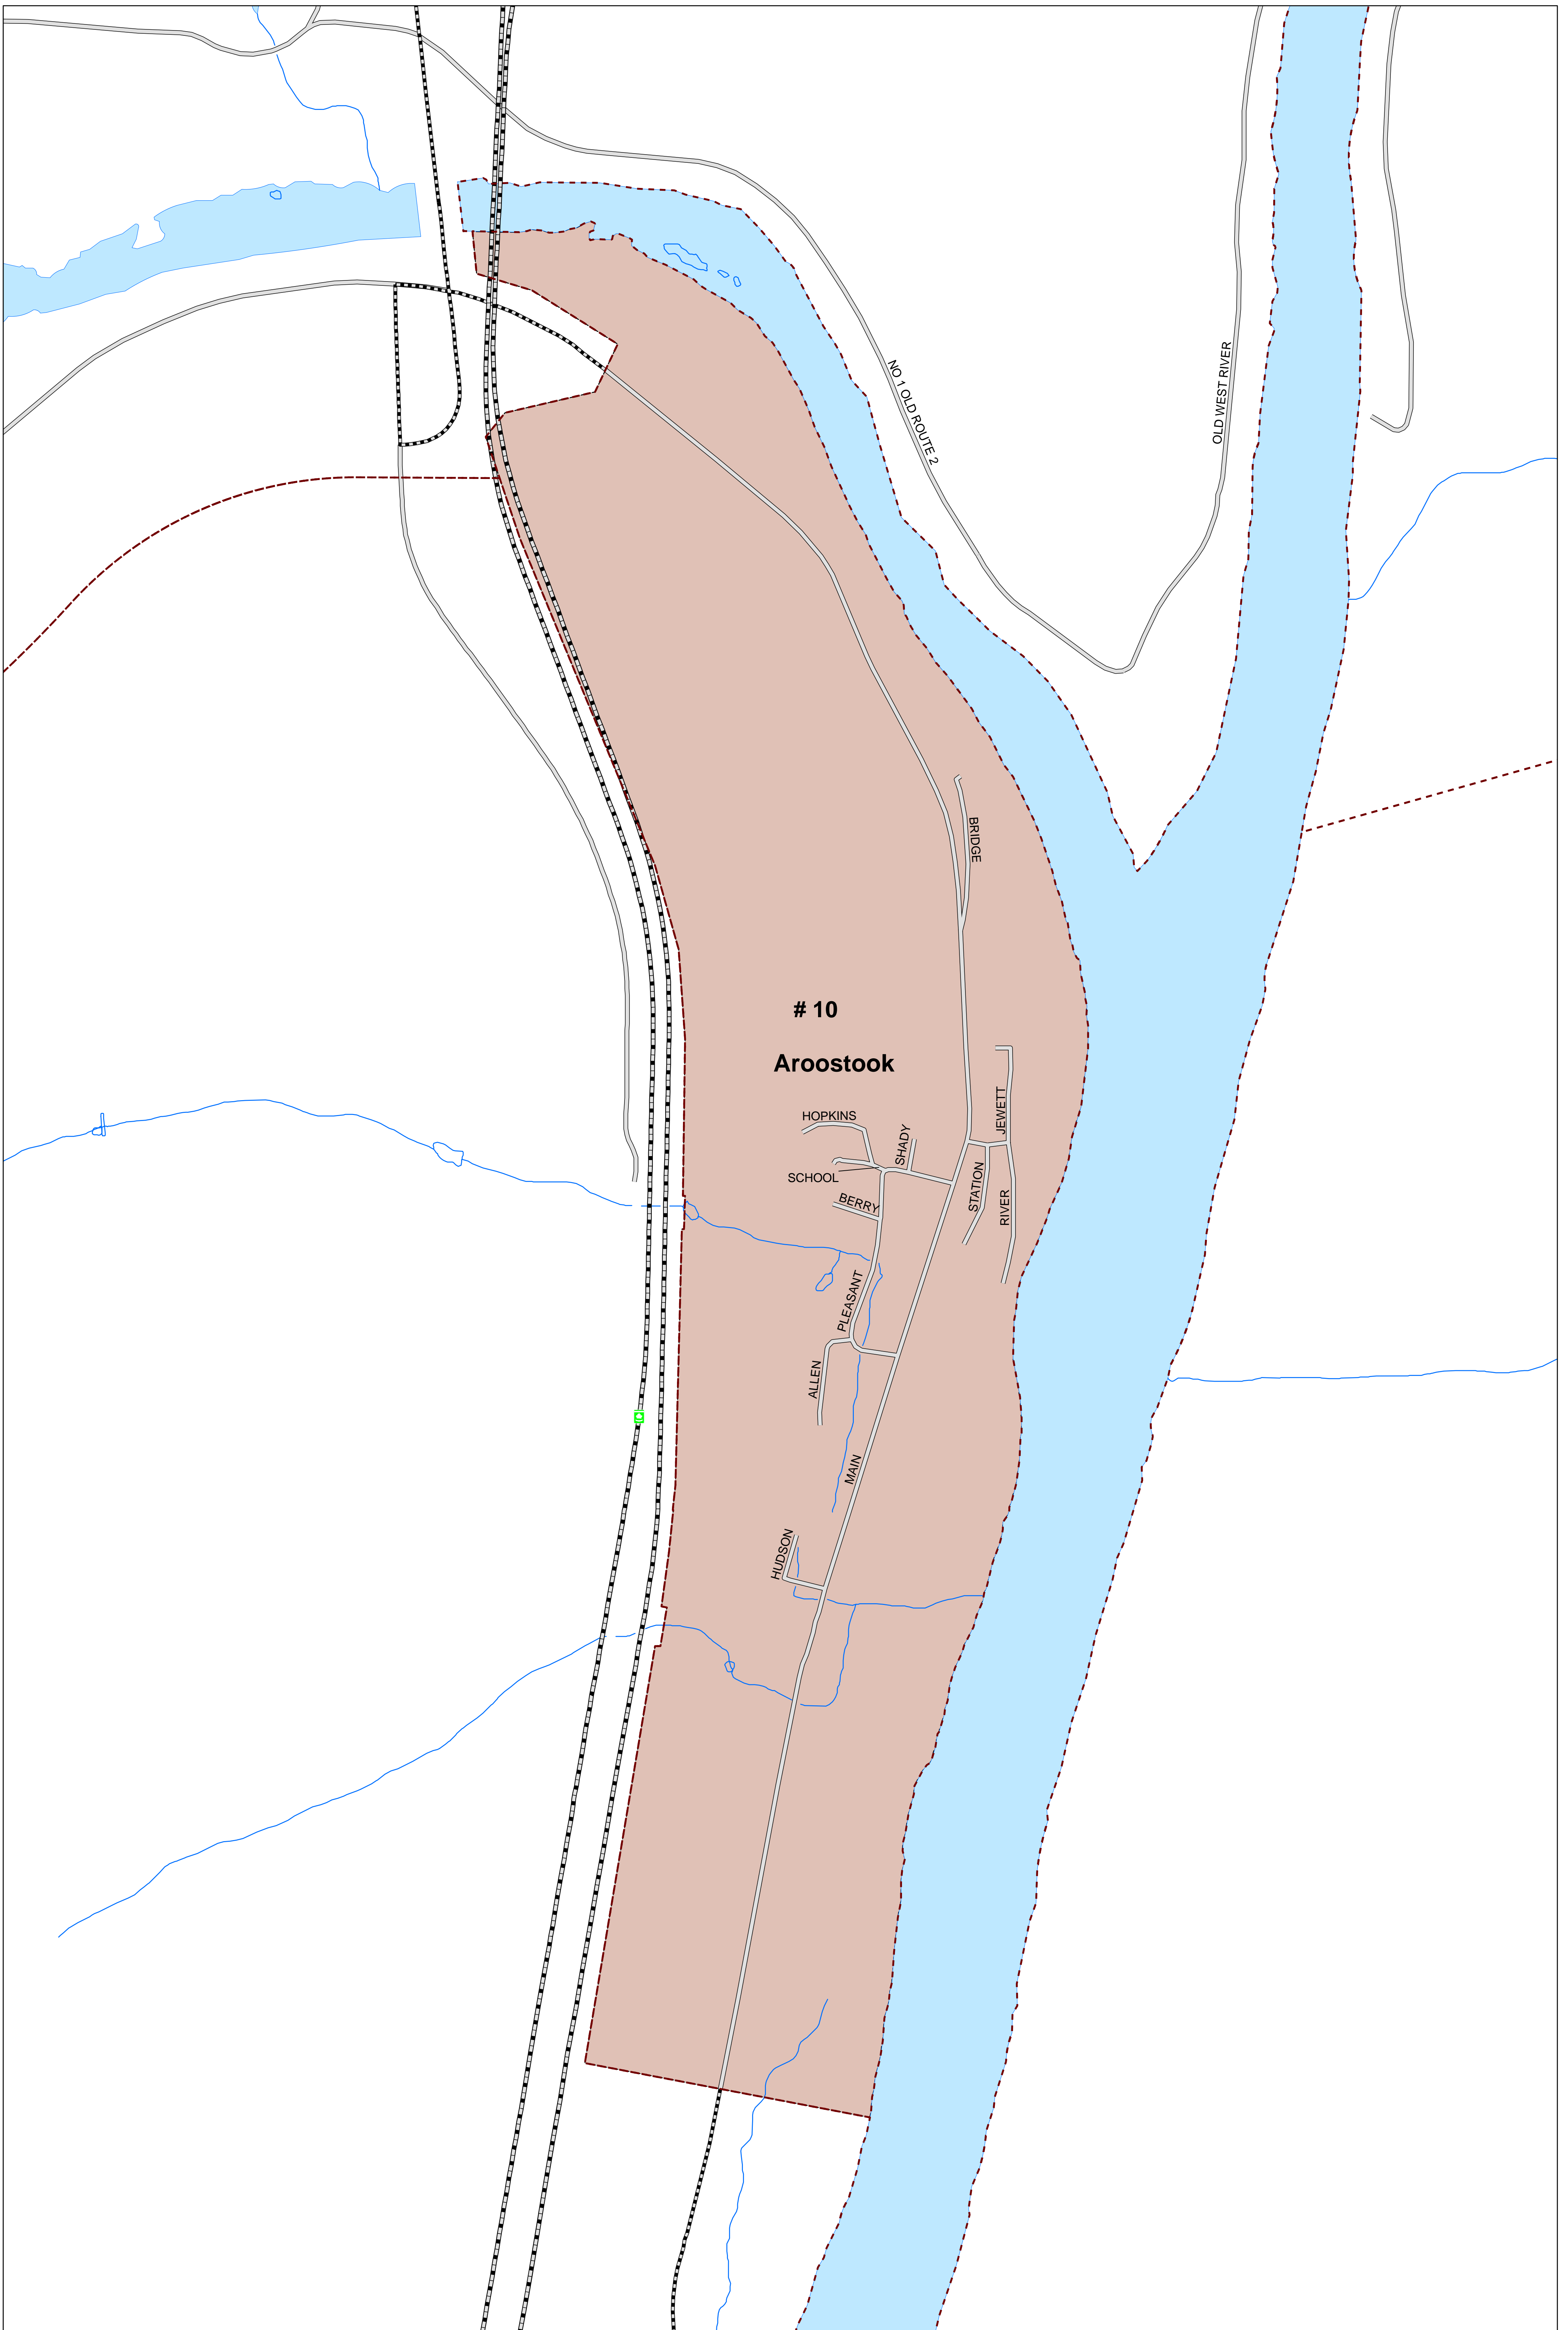 NO 1 OLD ROUTE 2
OLD WEST RIVER
BRIDGE
# 10
Aroostook
HOPKINS
JEWETT
SHADY
SCHOOL
STATION
BERRY
RIVER
PLEASANT
ALLEN
MAIN
HUDSON